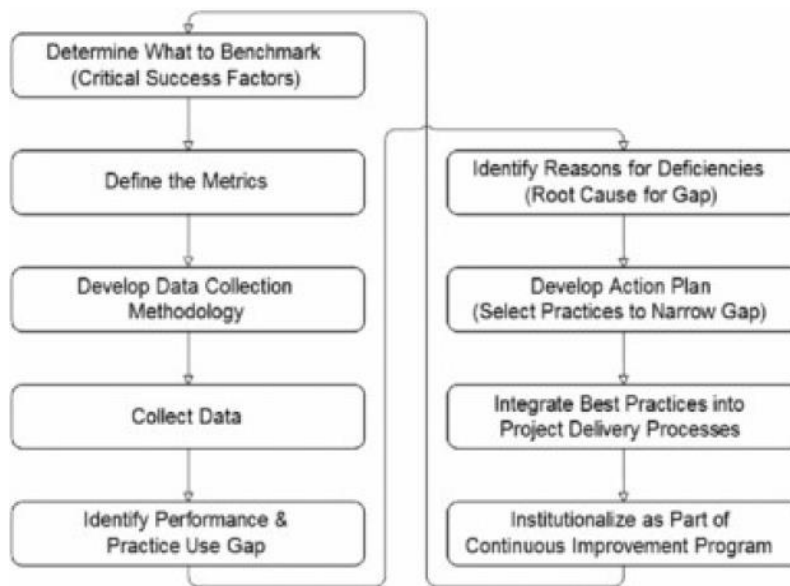 Determine What to Benchmark
(Critical Success Factors)
Define the Metrics
Develop Data Collection
Methodology
Collect Data
Identify Performance &
Practice Use Gap
Identify Reasons for Deficiencies
(Root Cause for Gap)
Develop Action Plan
(Select Practices to Narrow Gap)
Integrate Best Practices into
Project Delivery Processes
Institutionalize as Part of
Continuous Improvement Program